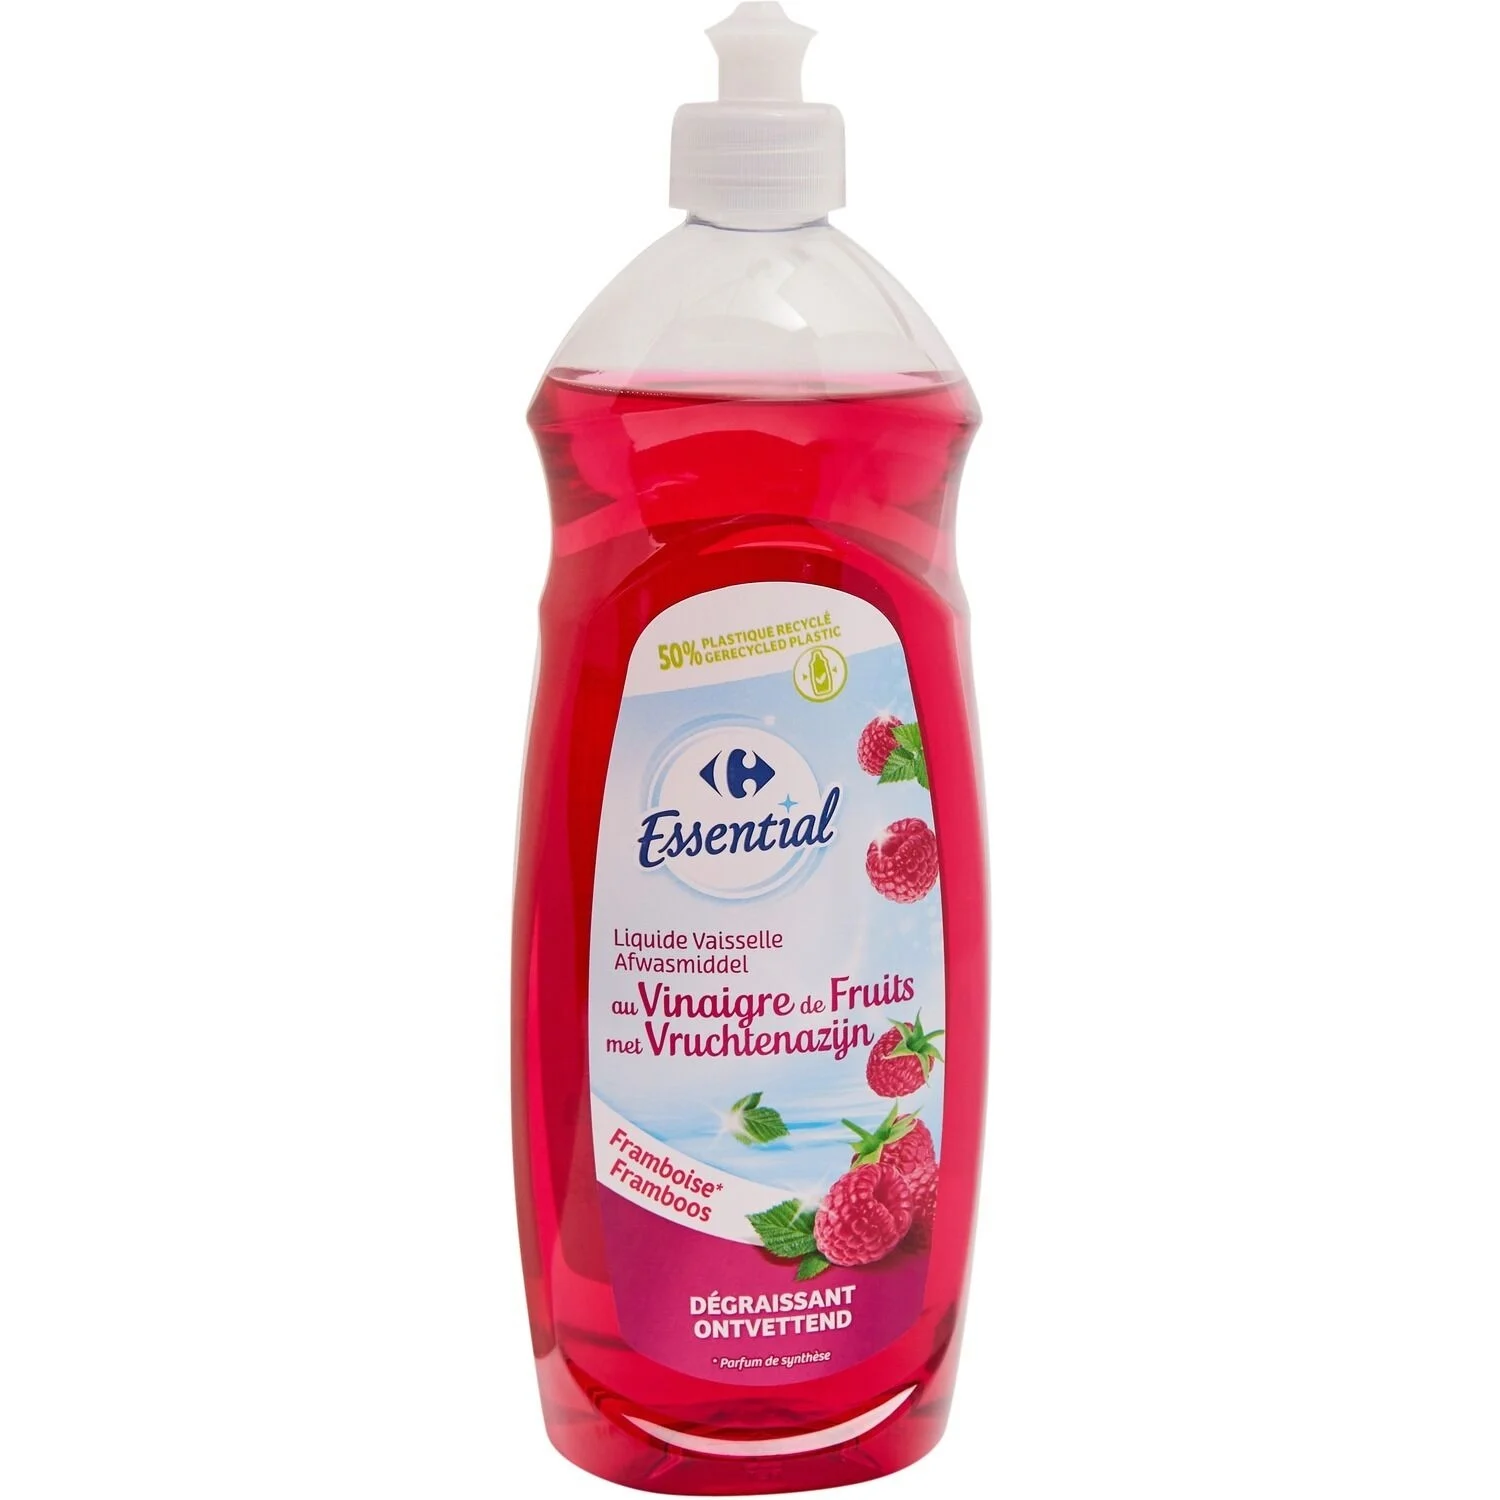 50% PLASTIQUE RECYCLÉ
GERECYCLED PLASTIC
Essential
Liquide Vaisselle
Afwasmiddel
au Vinaigre de Fruits
met Vruchtenazijn
Framboise*
Framboos
DÉGRAISSANT
ONTVETTEND
* Parfum de synthèse